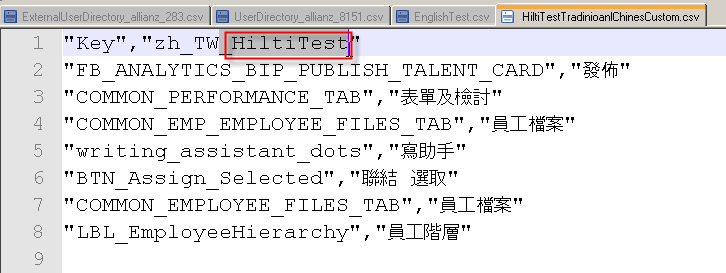 ExternalUserDirectory_allianz_283.csv UserDirectory_allianz_8151.csv EnglishTest.csv HiltiTestTradinioanlChinesCustom.csv
1 "Key","zh_TW_HiltiTest"
2 "FB_ANALYTICS_BIP_PUBLISH_TALENT_CARD","發佈"
3 "COMMON_PERFORMANCE_TAB","表單及檢討"
4 "COMMON_EMP_EMPLOYEE_FILES_TAB","員工檔案"
5 "writing_assistant_dots","寫助手"
6 "BTN_Assign_Selected","聯結 選取"
7 "COMMON_EMPLOYEE_FILES_TAB","員工檔案"
8 "LBL_EmployeeHierarchy","員工階層"